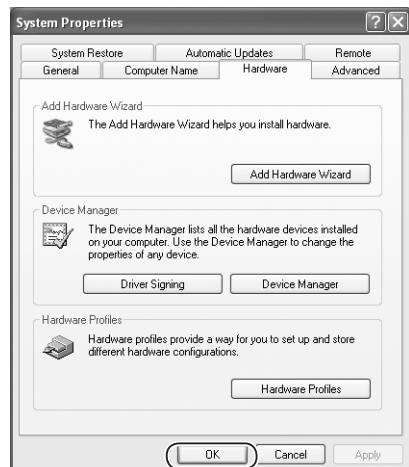 System Properties
System Restore Automatic Updates Remote
General Computer Name Hardware Advanced
Add Hardware Wizard
The Add Hardware Wizard helps you install hardware.
Add Hardware Wizard
Device Manager
The Device Manager lists all the hardware devices installed
on your computer. Use the Device Manager to change the
properties of any device.
Driver Signing Device Manager
Hardware Profiles
Hardware profiles provide a way for you to set up and store
different hardware configurations.
Hardware Profiles
OK Cancel Apply